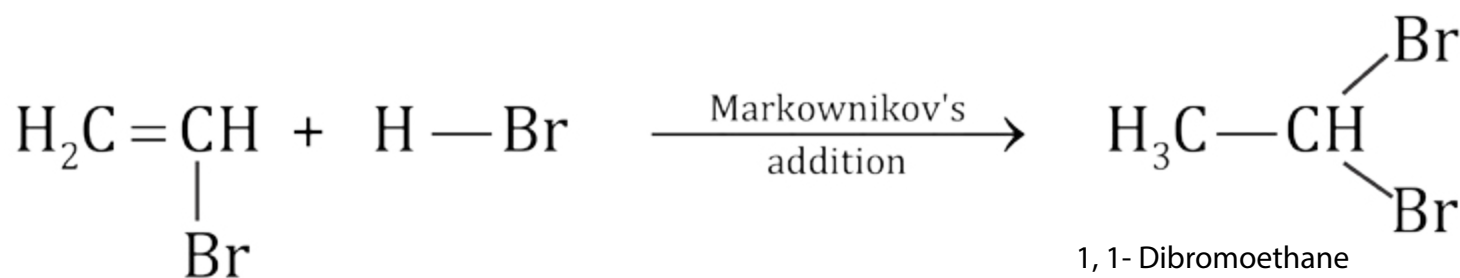 H₂C=CH + H—Br Markownikov's addition H₃C—CH
Br
Br
Br
1, 1- Dibromoethane